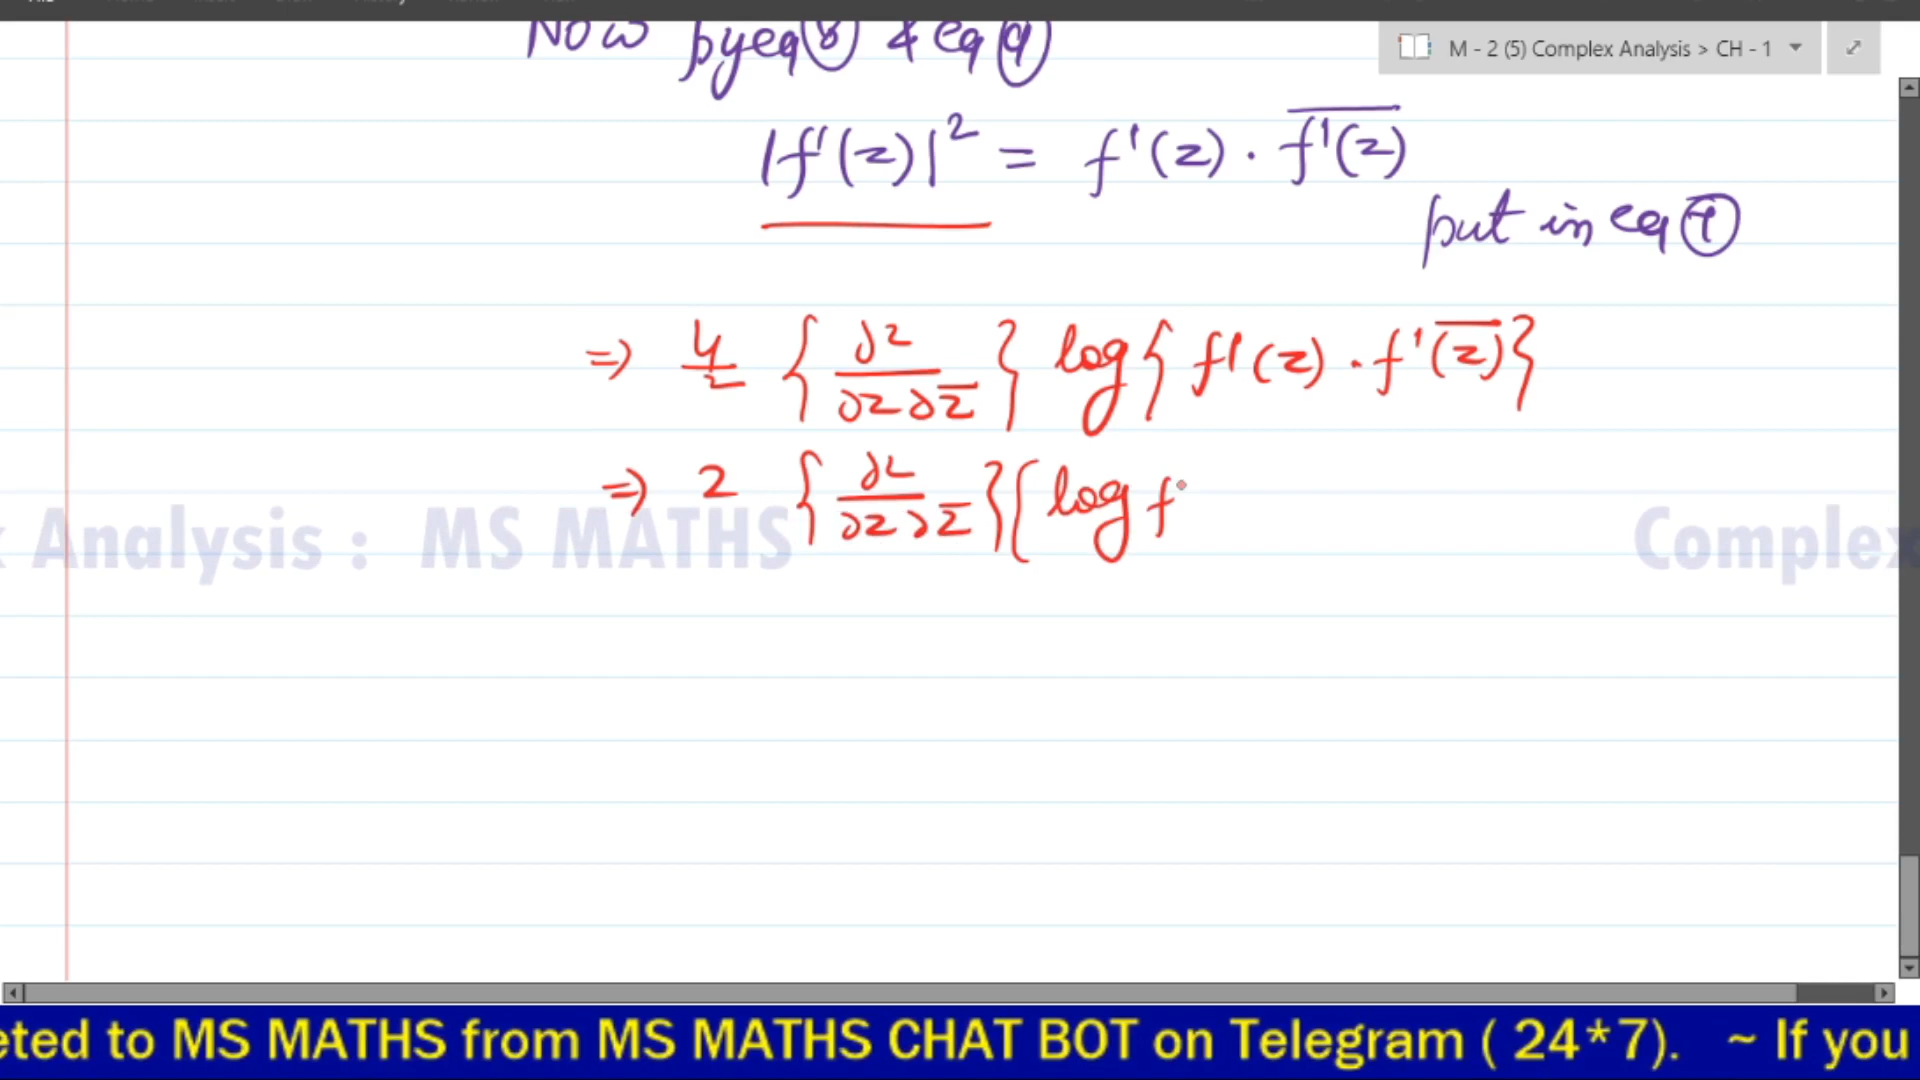 Now by eq ⑧ & eq ⑨
M - 2 (5) Complex Analysis > CH - 1
|f'(z)|² = f'(z) · \overline{f'(z)}
put in eq ⑦
⇒ 4/2 { ∂²/∂z∂z̅ } log { f'(z) · f'(z̅) }
⇒ 2 { ∂²/∂z∂z̅ } { log f
Analysis : MS MATHS Complex
eted to MS MATHS from MS MATHS CHAT BOT on Telegram ( 24*7). ~ If you